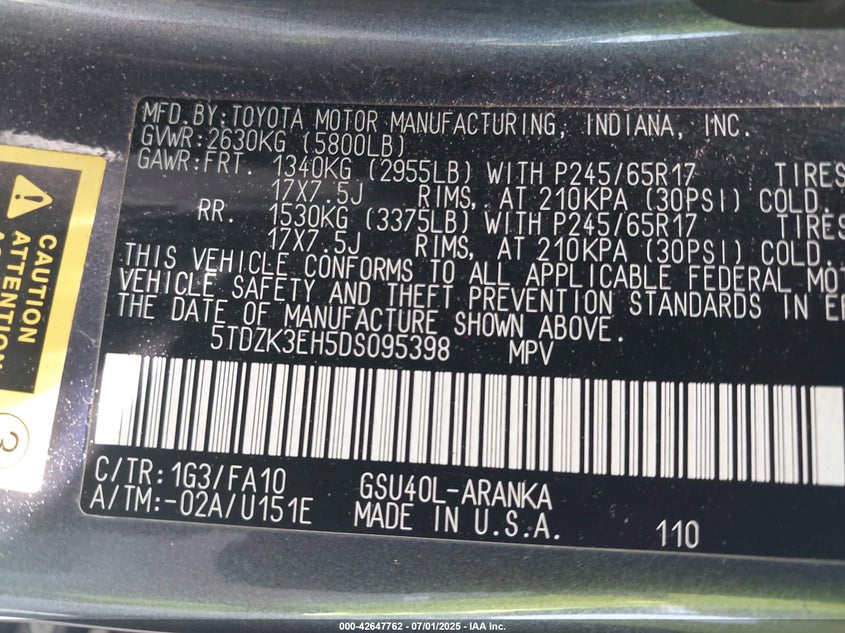 MFD.BY:TOYOTA MOTOR MANUFACTURING, INDIANA, INC.
GVWR:2630KG (5800LB)
GAWR:FRT. 1340KG (2955LB) WITH P245/65R17 TIRES
17X7.5J RIMS, AT 210KPA (30PSI) COLD.
RR. 1530KG (3375LB) WITH P245/65R17 TIRES
17X7.5J RIMS, AT 210KPA (30PSI) COLD.
THIS VEHICLE CONFORMS TO ALL APPLICABLE FEDERAL MOT
VEHICLE SAFETY AND THEFT PREVENTION STANDARDS IN EF
THE DATE OF MANUFACTURE SHOWN ABOVE.
5TDZK3EH5DS095398 MPV
C/TR:1G3/FA10 GSU40L-ARANKA
A/TM:-02A/U151E MADE IN U.S.A. 110
CAUTION
ATTENTION
3
000-42647762 - 07/01/2025 - IAA Inc.